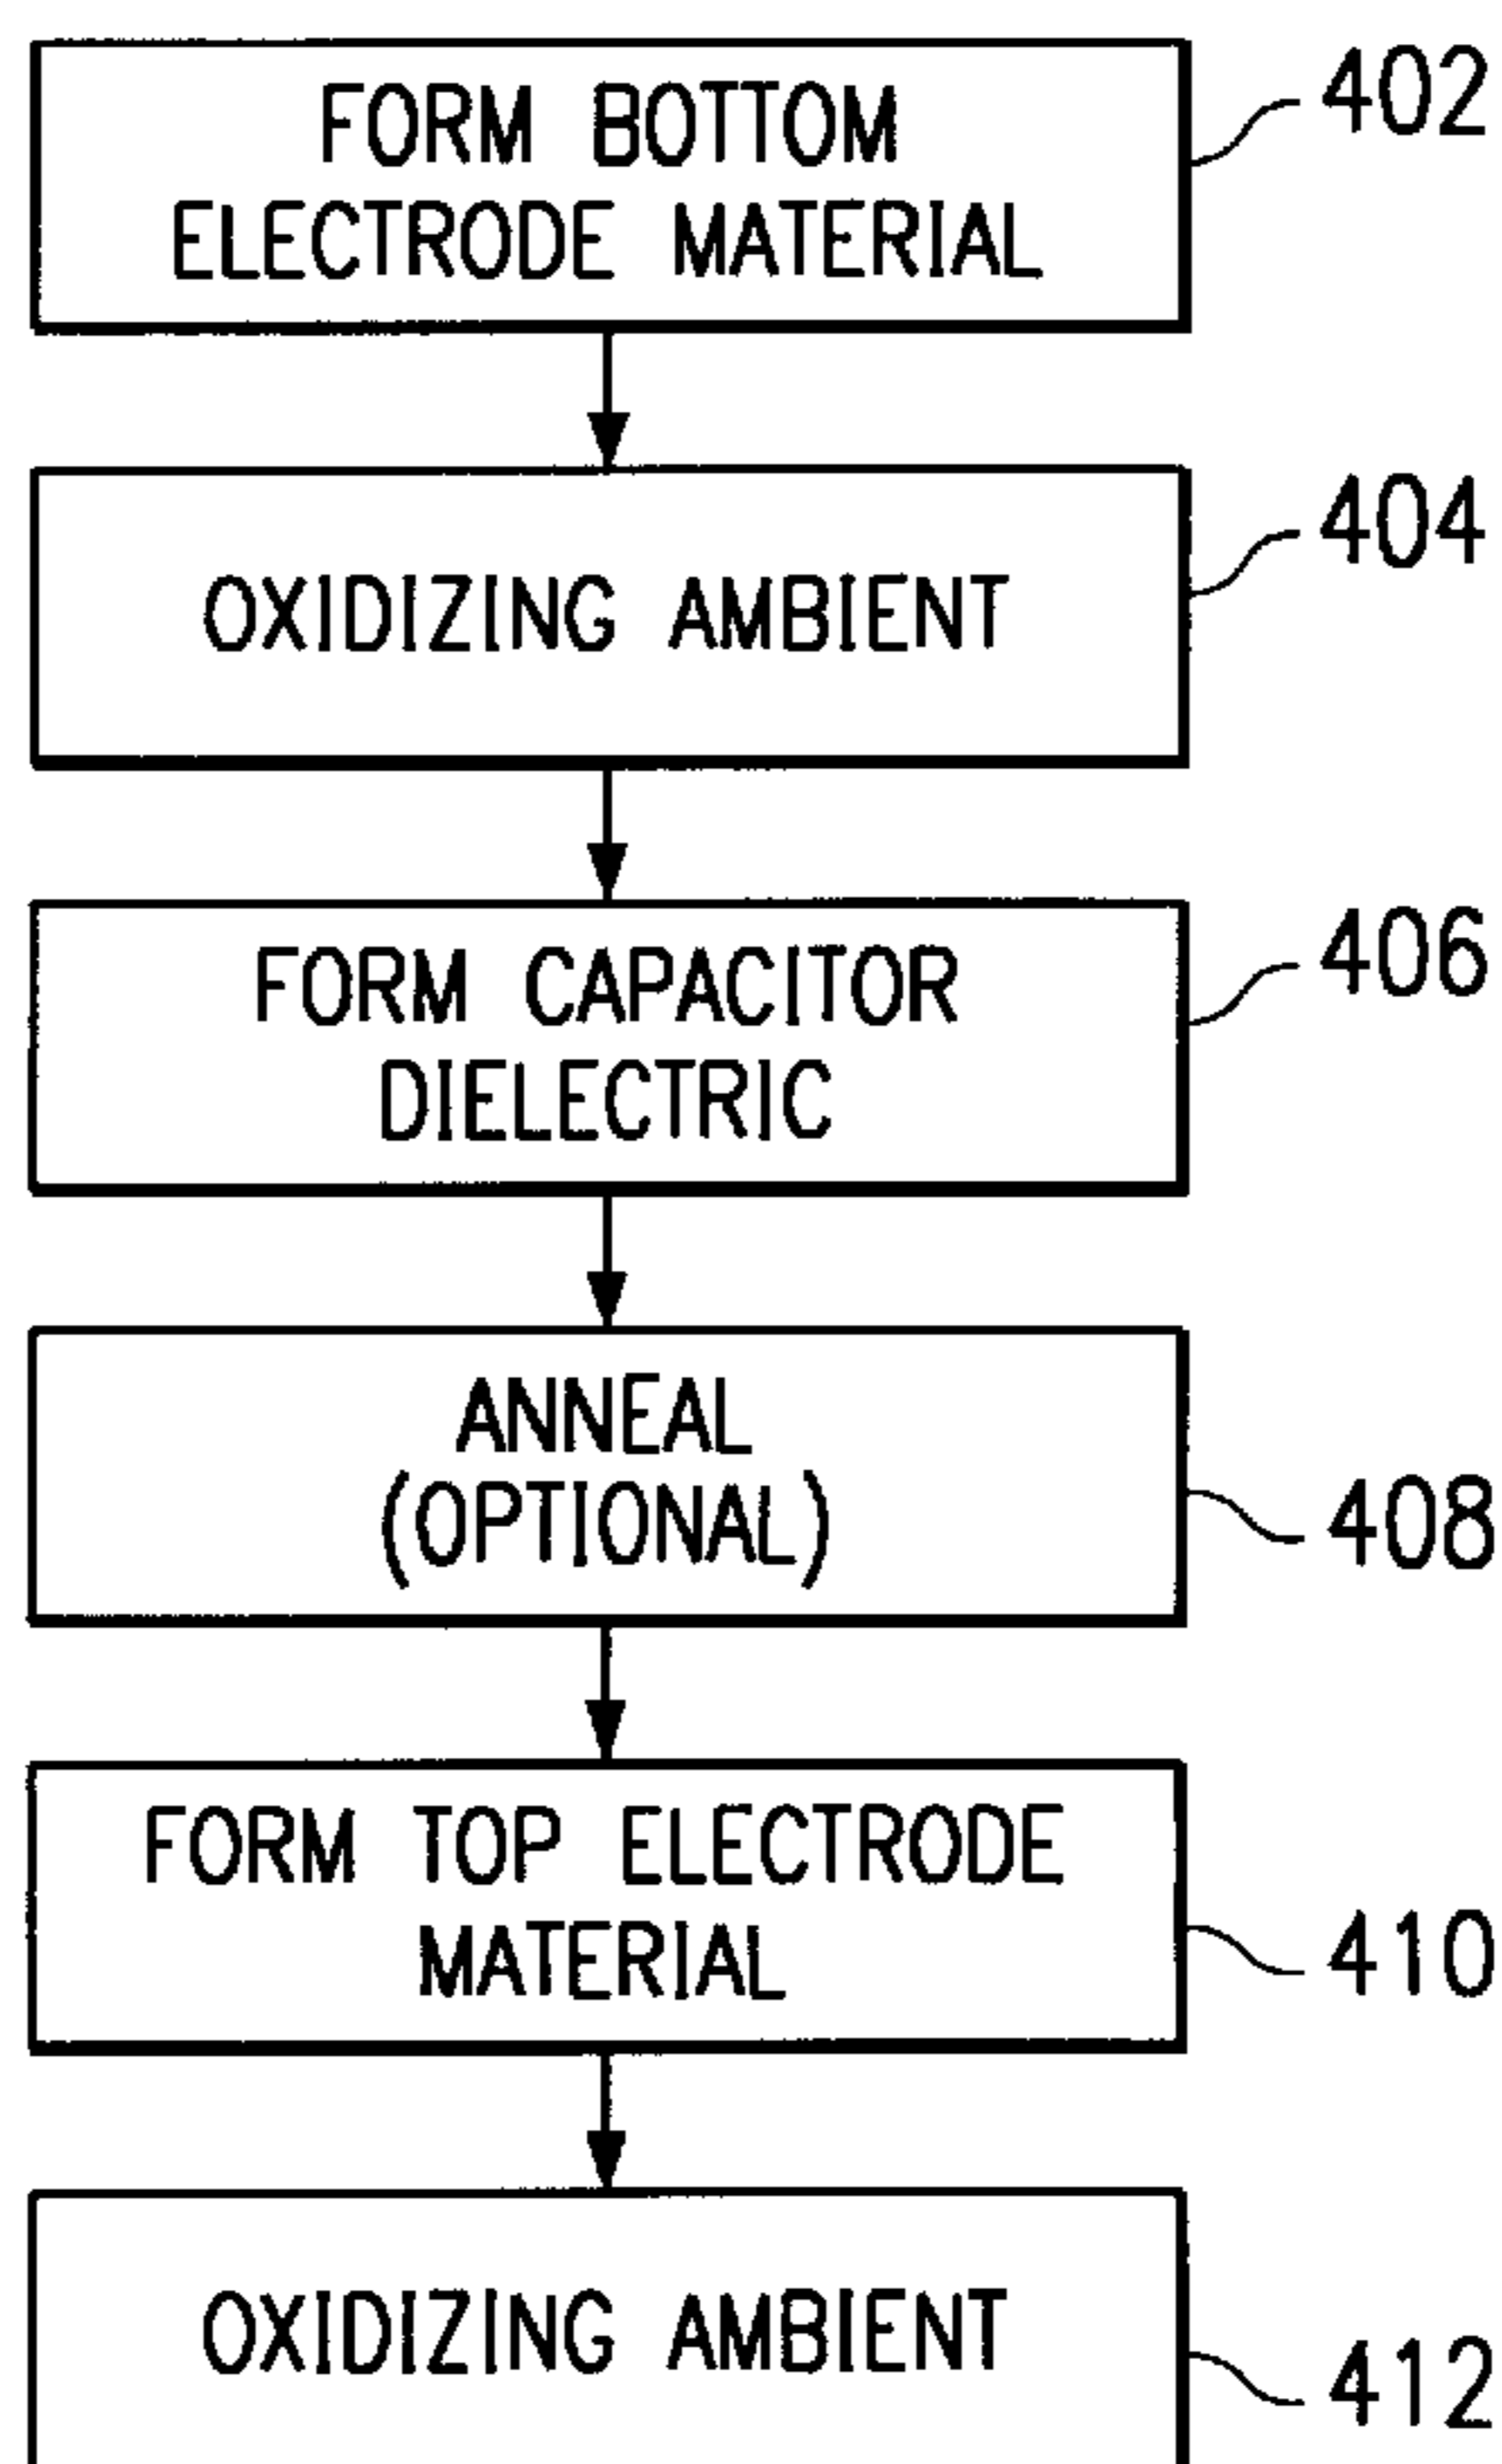 FORM BOTTOM
ELECTRODE MATERIAL
402
OXIDIZING AMBIENT
404
FORM CAPACITOR
DIELECTRIC
406
ANNEAL
(OPTIONAL)
408
FORM TOP ELECTRODE
MATERIAL
410
OXIDIZING AMBIENT
412